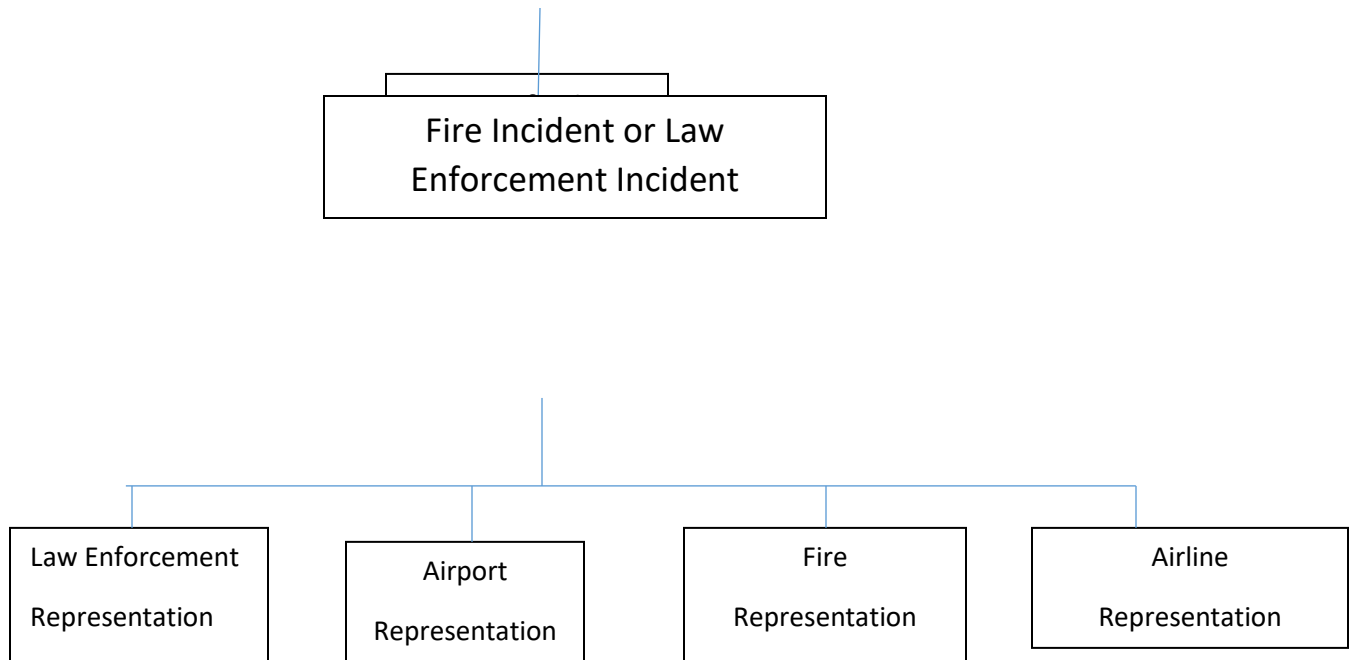 Fire Incident or Law
Enforcement Incident
Law Enforcement
Representation
Airport
Representation
Fire
Representation
Airline
Representation